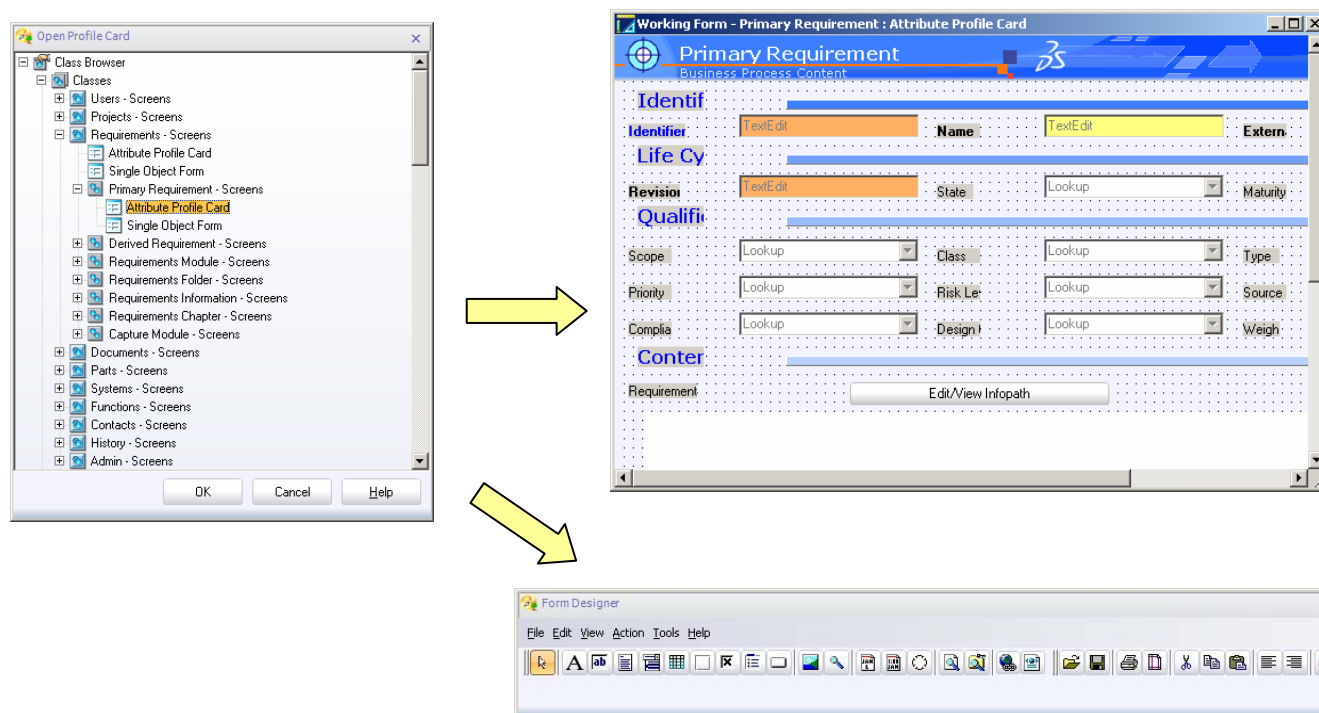 Open Profile Card
Class Browser
Classes
Users - Screens
Projects - Screens
Requirements - Screens
Attribute Profile Card
Single Object Form
Primary Requirement - Screens
Attribute Profile Card
Single Object Form
Derived Requirement - Screens
Requirements Module - Screens
Requirements Folder - Screens
Requirements Information - Screens
Requirements Chapter - Screens
Capture Module - Screens
Documents - Screens
Parts - Screens
Systems - Screens
Functions - Screens
Contacts - Screens
History - Screens
Admin - Screens
OK Cancel Help
Working Form - Primary Requirement : Attribute Profile Card
Primary Requirement
Business Process Content
Identif
Identifier TextEdit Name TextEdit Extern
Life Cy
Revision TextEdit State Lookup Maturity
Qualifi
Scope Lookup Class Lookup Type
Priority Lookup Risk Le Lookup Source
Complia Lookup Design Lookup Weigh
Conter
Requirement Edit/View Infopath
Form Designer
File Edit View Action Tools Help
A ab